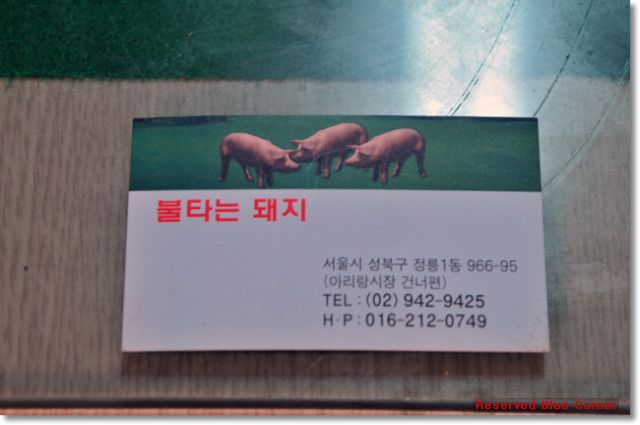 불타는 돼지
서울시 성북구 정릉1동 966-95
(아리랑시장 건너편)
TEL : (02) 942-9425
H·P : 016-212-0749
Reserved Blue Corner